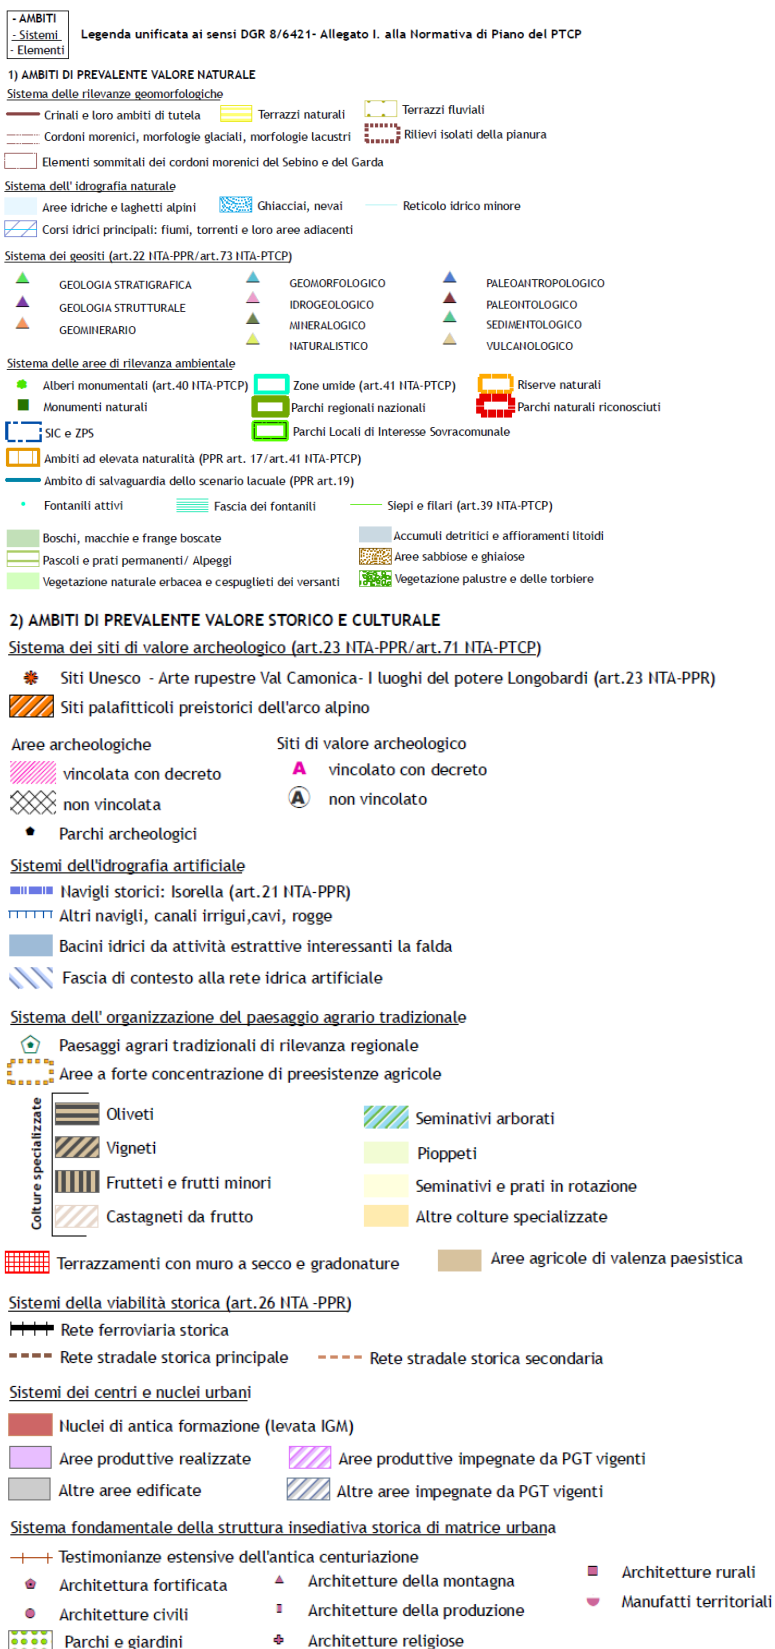 - AMBITI
- Sistemi
- Elementi
Legenda unificata ai sensi DGR 8/6421- Allegato I. alla Normativa di Piano del PTCP
1) AMBITI DI PREVALENTE VALORE NATURALE
Sistema delle rilevanze geomorfologiche
Crinali e loro ambiti di tutela
Terrazzi naturali
Terrazzi fluviali
Cordoni morenici, morfologie glaciali, morfologie lacustri
Rilievi isolati della pianura
Elementi sommitali dei cordoni morenici del Sebino e del Garda
Sistema dell' idrografia naturale
Aree idriche e laghetti alpini
Ghiacciai, nevai
Reticolo idrico minore
Corsi idrici principali: fiumi, torrenti e loro aree adiacenti
Sistema dei geositi (art.22 NTA-PPR/art.73 NTA-PTCP)
GEOLOGIA STRATIGRAFICA
GEOMORFOLOGICO
PALEOANTROPOLOGICO
GEOLOGIA STRUTTURALE
IDROGEOLOGICO
PALEONTOLOGICO
GEOMINERARIO
MINERALOGICO
SEDIMENTOLOGICO
NATURALISTICO
VULCANOLOGICO
Sistema delle aree di rilevanza ambientale
Alberi monumentali (art.40 NTA-PTCP)
Zone umide (art.41 NTA-PTCP)
Riserve naturali
Monumenti naturali
Parchi regionali nazionali
Parchi naturali riconosciuti
SIC e ZPS
Parchi Locali di Interesse Sovracomunale
Ambiti ad elevata naturalità (PPR art. 17/art.41 NTA-PTCP)
Ambito di salvaguardia dello scenario lacuale (PPR art.19)
Fontanili attivi
Fascia dei fontanili
Siepi e filari (art.39 NTA-PTCP)
Boschi, macchie e frange boscate
Accumuli detritici e affioramenti litoidi
Pascoli e prati permanenti/ Alpeggi
Aree sabbiose e ghiaiose
Vegetazione naturale erbacea e cespuglieti dei versanti
Vegetazione palustre e delle torbiere
2) AMBITI DI PREVALENTE VALORE STORICO E CULTURALE
Sistema dei siti di valore archeologico (art.23 NTA-PPR/art.71 NTA-PTCP)
Siti Unesco - Arte rupestre Val Camonica- I luoghi del potere Longobardi (art.23 NTA-PPR)
Siti palafitticoli preistorici dell'arco alpino
Aree archeologiche
Siti di valore archeologico
vincolata con decreto
A vincolato con decreto
non vincolata
A non vincolato
Parchi archeologici
Sistemi dell'idrografia artificiale
Navigli storici: Isorella (art.21 NTA-PPR)
Altri navigli, canali irrigui,cavi, rogge
Bacini idrici da attività estrattive interessanti la falda
Fascia di contesto alla rete idrica artificiale
Sistema dell' organizzazione del paesaggio agrario tradizionale
Paesaggi agrari tradizionali di rilevanza regionale
Aree a forte concentrazione di preesistenze agricole
Colture specializzate
Oliveti
Seminativi arborati
Vigneti
Pioppeti
Frutteti e frutti minori
Seminativi e prati in rotazione
Castagneti da frutto
Altre colture specializzate
Terrazzamenti con muro a secco e gradonature
Aree agricole di valenza paesistica
Sistemi della viabilità storica (art.26 NTA -PPR)
Rete ferroviaria storica
Rete stradale storica principale
Rete stradale storica secondaria
Sistemi dei centri e nuclei urbani
Nuclei di antica formazione (levata IGM)
Aree produttive realizzate
Aree produttive impegnate da PGT vigenti
Altre aree edificate
Altre aree impegnate da PGT vigenti
Sistema fondamentale della struttura insediativa storica di matrice urbana
Testimonianze estensive dell'antica centuriazione
Architettura fortificata
Architetture della montagna
Architetture rurali
Architetture civili
Architetture della produzione
Manufatti territoriali
Parchi e giardini
Architetture religiose